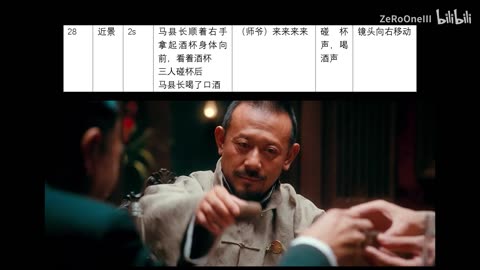 ZeRoOneIII bilibili
28 近景 2s 马县长顺着右手 (师爷)来来来来 碰杯 镜头向右移动
拿起酒杯身体向 声，喝
前，看着酒杯 酒声
三人碰杯后
马县长喝了口酒